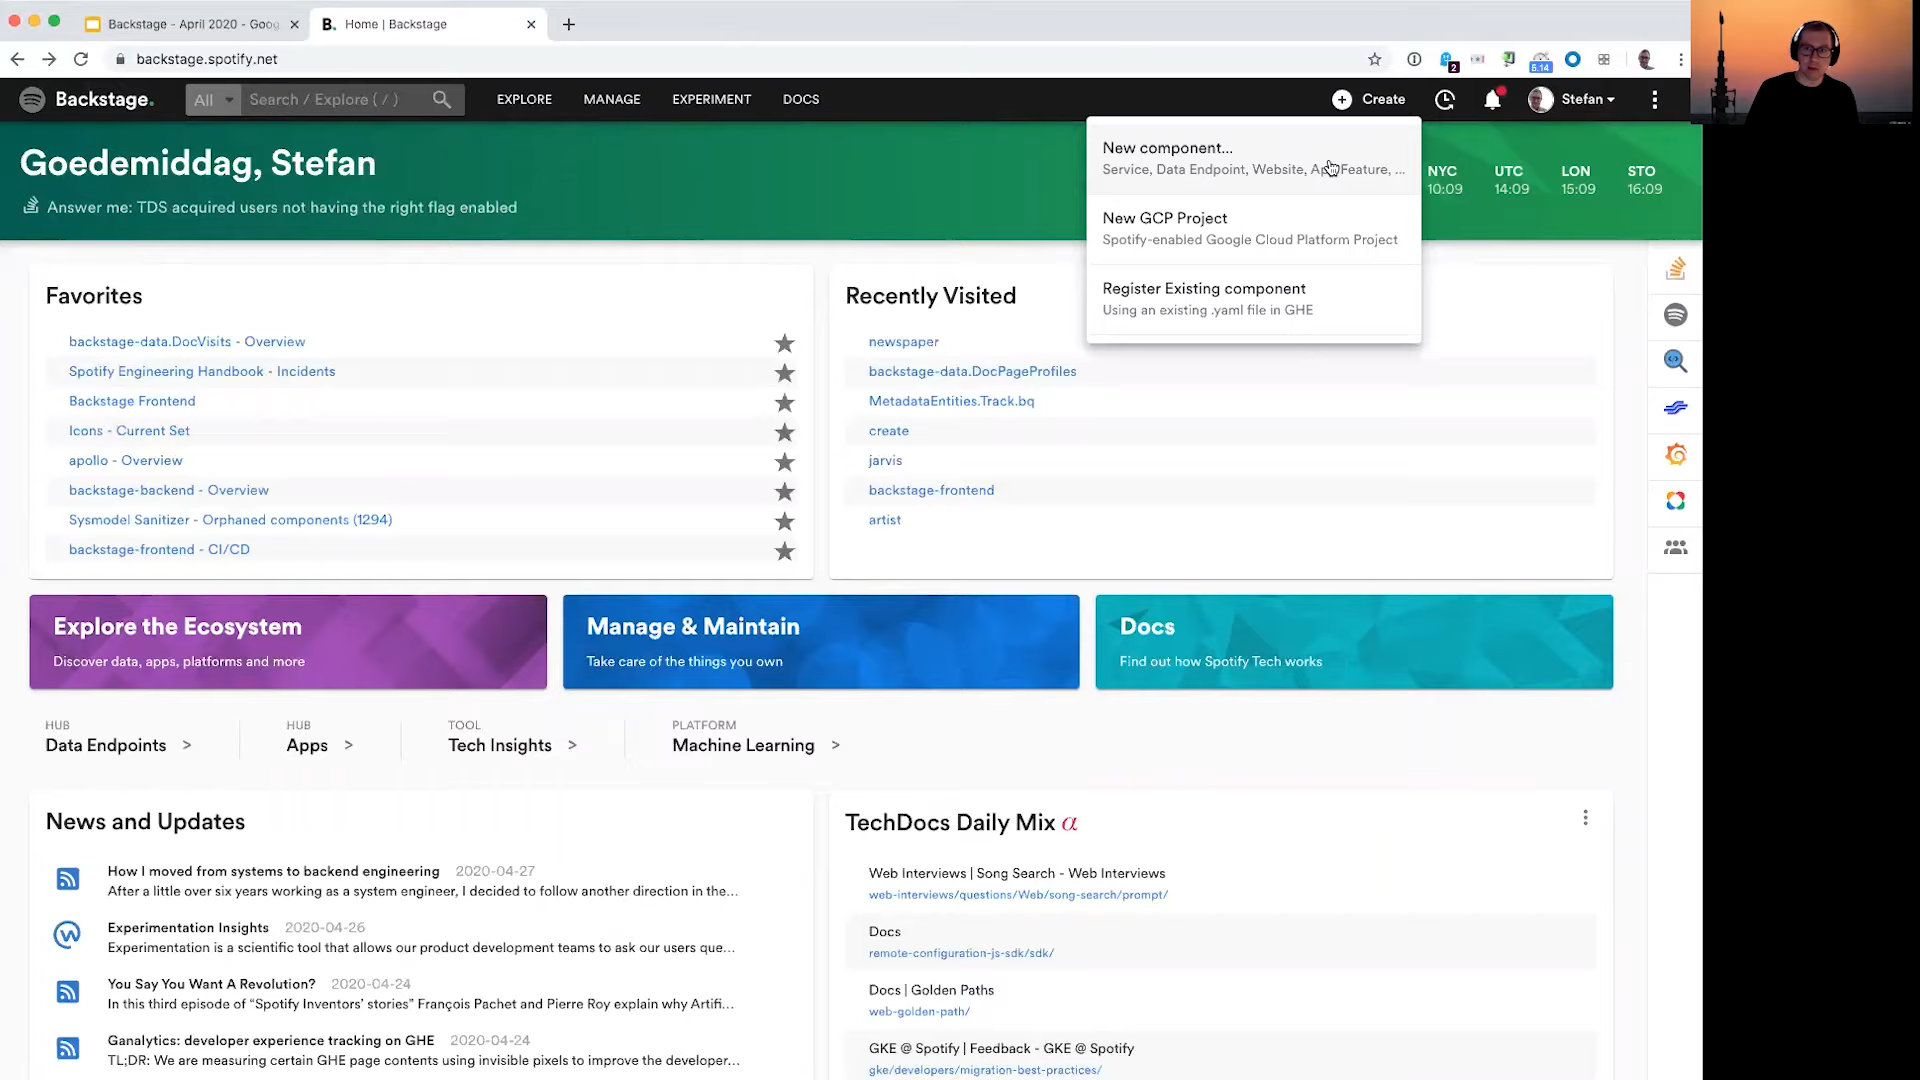 Backstage - April 2020 - Goog
B. Home | Backstage
backstage.spotify.net
2
5.14
Backstage.
All
Search / Explore ( / )
EXPLORE
MANAGE
EXPERIMENT
DOCS
Create
Stefan
Goedemiddag, Stefan
Answer me: TDS acquired users not having the right flag enabled
New component...
Service, Data Endpoint, Website, App Feature, ...
New GCP Project
Spotify-enabled Google Cloud Platform Project
Register Existing component
Using an existing .yaml file in GHE
NYC
10:09
UTC
14:09
LON
15:09
STO
16:09
Favorites
backstage-data.DocVisits - Overview
Spotify Engineering Handbook - Incidents
Backstage Frontend
Icons - Current Set
apollo - Overview
backstage-backend - Overview
Sysmodel Sanitizer - Orphaned components (1294)
backstage-frontend - CI/CD
Recently Visited
newspaper
backstage-data.DocPageProfiles
MetadataEntities.Track.bq
create
jarvis
backstage-frontend
artist
Explore the Ecosystem
Discover data, apps, platforms and more
Manage & Maintain
Take care of the things you own
Docs
Find out how Spotify Tech works
HUB
Data Endpoints >
HUB
Apps >
TOOL
Tech Insights >
PLATFORM
Machine Learning >
News and Updates
How I moved from systems to backend engineering 2020-04-27
After a little over six years working as a system engineer, I decided to follow another direction in the...
Experimentation Insights 2020-04-26
Experimentation is a scientific tool that allows our product development teams to ask our users que...
You Say You Want A Revolution? 2020-04-24
In this third episode of "Spotify Inventors' stories" François Pachet and Pierre Roy explain why Artifi...
Ganalytics: developer experience tracking on GHE 2020-04-24
TL;DR: We are measuring certain GHE page contents using invisible pixels to improve the developer...
TechDocs Daily Mix α
Web Interviews | Song Search - Web Interviews
web-interviews/questions/Web/song-search/prompt/
Docs
remote-configuration-js-sdk/sdk/
Docs | Golden Paths
web-golden-path/
GKE @ Spotify | Feedback - GKE @ Spotify
gke/developers/migration-best-practices/